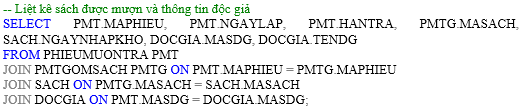 -- Liệt kê sách được mượn và thông tin độc giả
SELECT PMT.MAPHIEU, PMT.NGAYLAP, PMT.HANTRA, PMTG.MASACH,
SACH.NGAYNHAPKHO, DOCGIA.MASDG, DOCGIA.TENDG
FROM PHIEUMUONTRA PMT
JOIN PMTGOMSACH PMTG ON PMT.MAPHIEU = PMTG.MAPHIEU
JOIN SACH ON PMTG.MASACH = SACH.MASACH
JOIN DOCGIA ON PMT.MASDG = DOCGIA.MASDG;